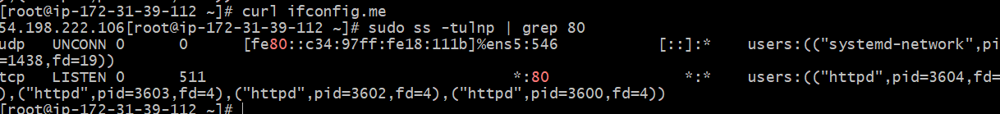 [root@ip-172-31-39-112 ~]# curl ifconfig.me
54.198.222.106[root@ip-172-31-39-112 ~]# sudo ss -tulnp | grep 80
udp   UNCONN 0      0      [fe80::c34:97ff:fe18:111b]%ens5:546            [::]:*    users:(("systemd-network",pi
=1438,fd=19))
tcp   LISTEN 0      511                                *:80               *:*    users:(("httpd",pid=3604,fd=
),("httpd",pid=3603,fd=4),("httpd",pid=3602,fd=4),("httpd",pid=3600,fd=4))
[root@ip-172-31-39-112 ~]#